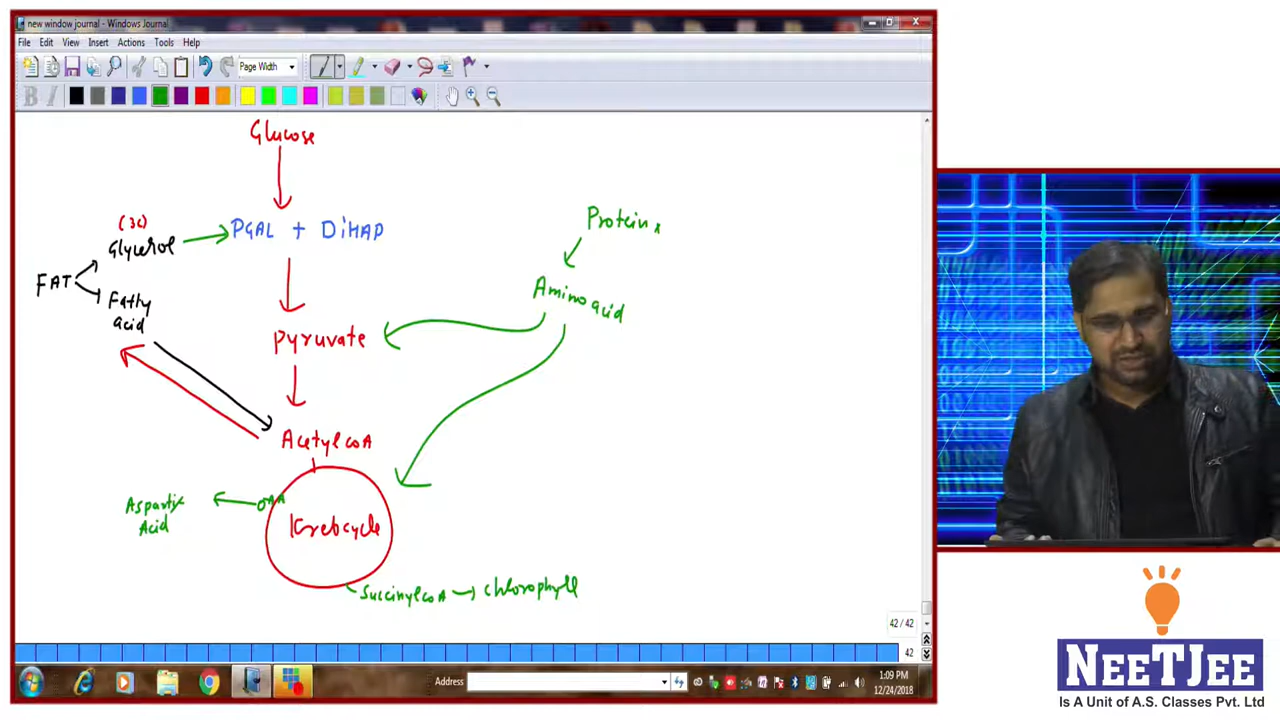 new window journal - Windows Journal
File Edit View Insert Actions Tools Help
Page Width
B I
Glucose
(3C)
Glycerol
PGAL + DiHAP
Protein
FAT
Fatty
acid
Amino acid
Pyruvate
Acetyl coA
Aspartic
Acid
OAA
Krebcycle
Succinyl coA
chlorophyll
42 / 42
42
Address
1:09 PM
12/24/2018
NEETJEE
Is A Unit of A.S. Classes Pvt. Ltd